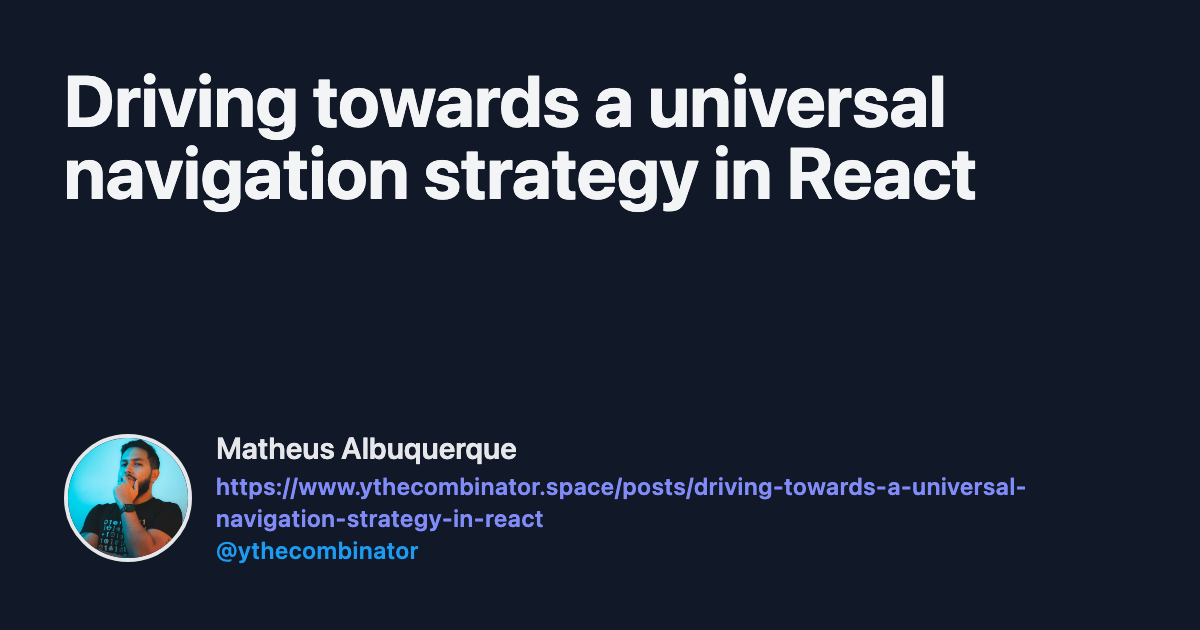 Driving towards a universal
navigation strategy in React
Matheus Albuquerque
https://www.ythecombinator.space/posts/driving-towards-a-universal-
navigation-strategy-in-react
@ythecombinator